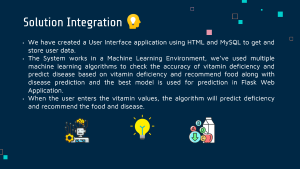 Solution Integration
We have created a User Interface application using HTML and MySQL to get and
store user data.
The System works in a Machine Learning Environment, we've used multiple
machine learning algorithms to check the accuracy of vitamin deficiency and
predict disease based on vitamin deficiency and recommend food along with
disease prediction and the best model is used for prediction in Flask Web
Application.
When the user enters the vitamin values, the algorithm will predict deficiency
and recommend the food and disease.